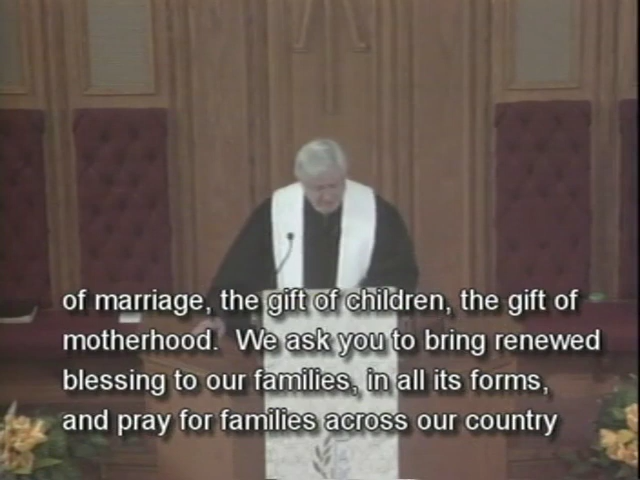 of marriage, the gift of children, the gift of
motherhood.  We ask you to bring renewed
blessing to our families, in all its forms,
and pray for families across our country